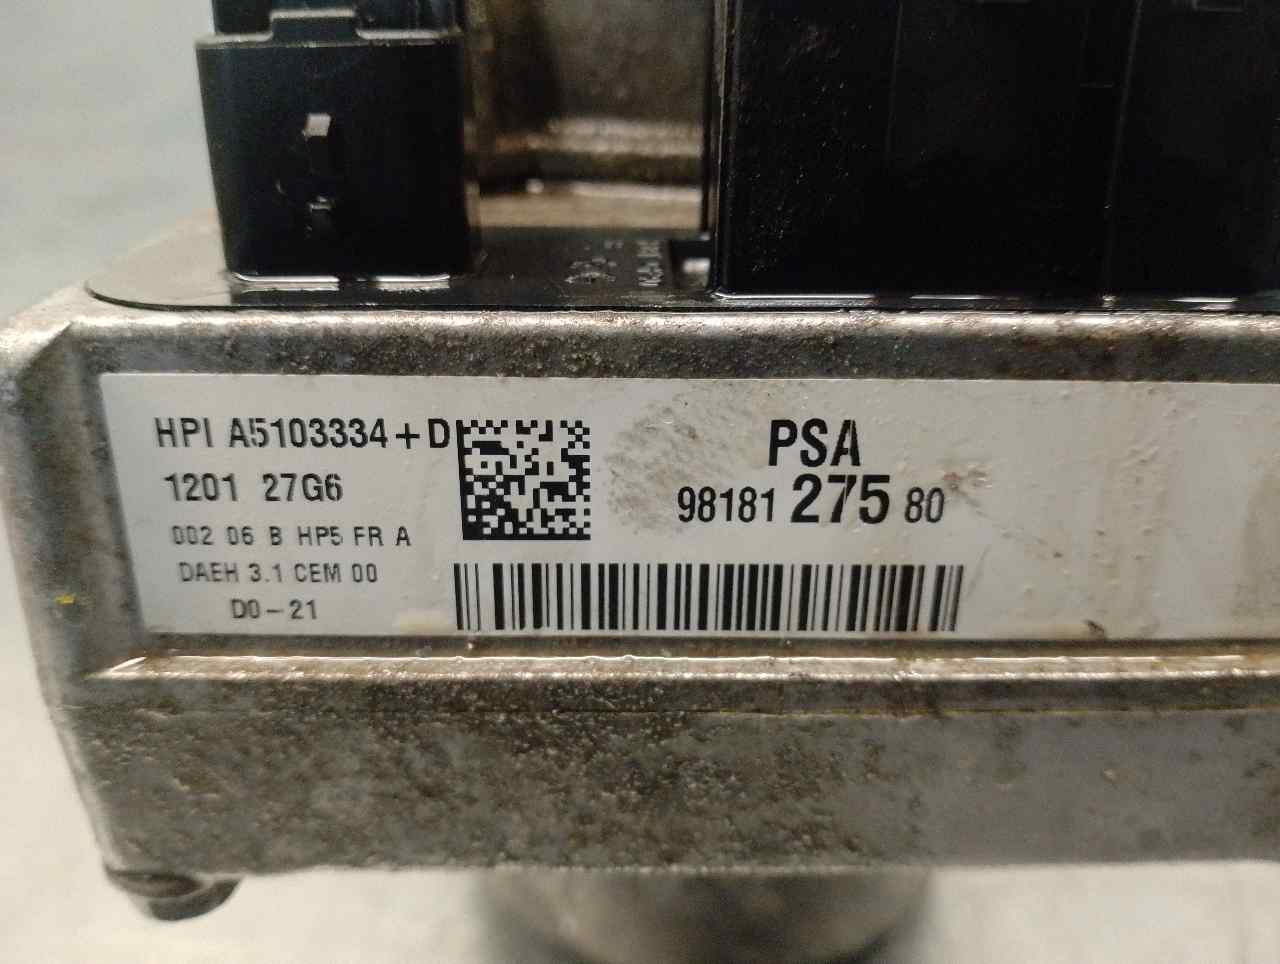 HPI A5103334+D
1201 27G6
002 06 B HP5 FR A
DAEH 3.1 CEM 00
D0-21
PSA
98181 275 80